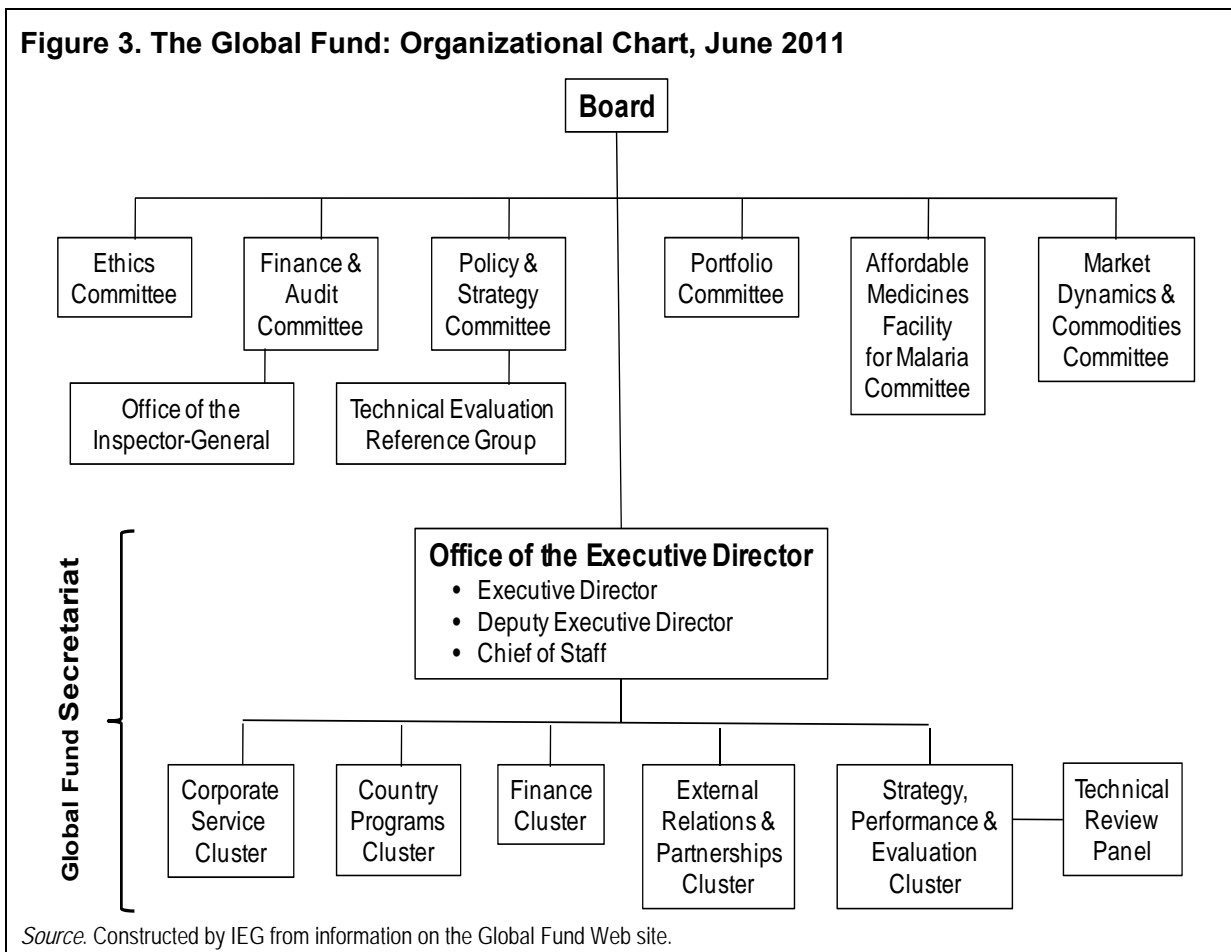 Figure 3. The Global Fund: Organizational Chart, June 2011
Board
Ethics
Committee
Finance &
Audit
Committee
Policy &
Strategy
Committee
Portfolio
Committee
Affordable
Medicines
Facility
for Malaria
Committee
Market
Dynamics &
Commodities
Committee
Office of the
Inspector-General
Technical Evaluation
Reference Group
Global Fund Secretariat
Office of the Executive Director
• Executive Director
• Deputy Executive Director
• Chief of Staff
Corporate
Service
Cluster
Country
Programs
Cluster
Finance
Cluster
External
Relations &
Partnerships
Cluster
Strategy,
Performance &
Evaluation
Cluster
Technical
Review
Panel
Source. Constructed by IEG from information on the Global Fund Web site.